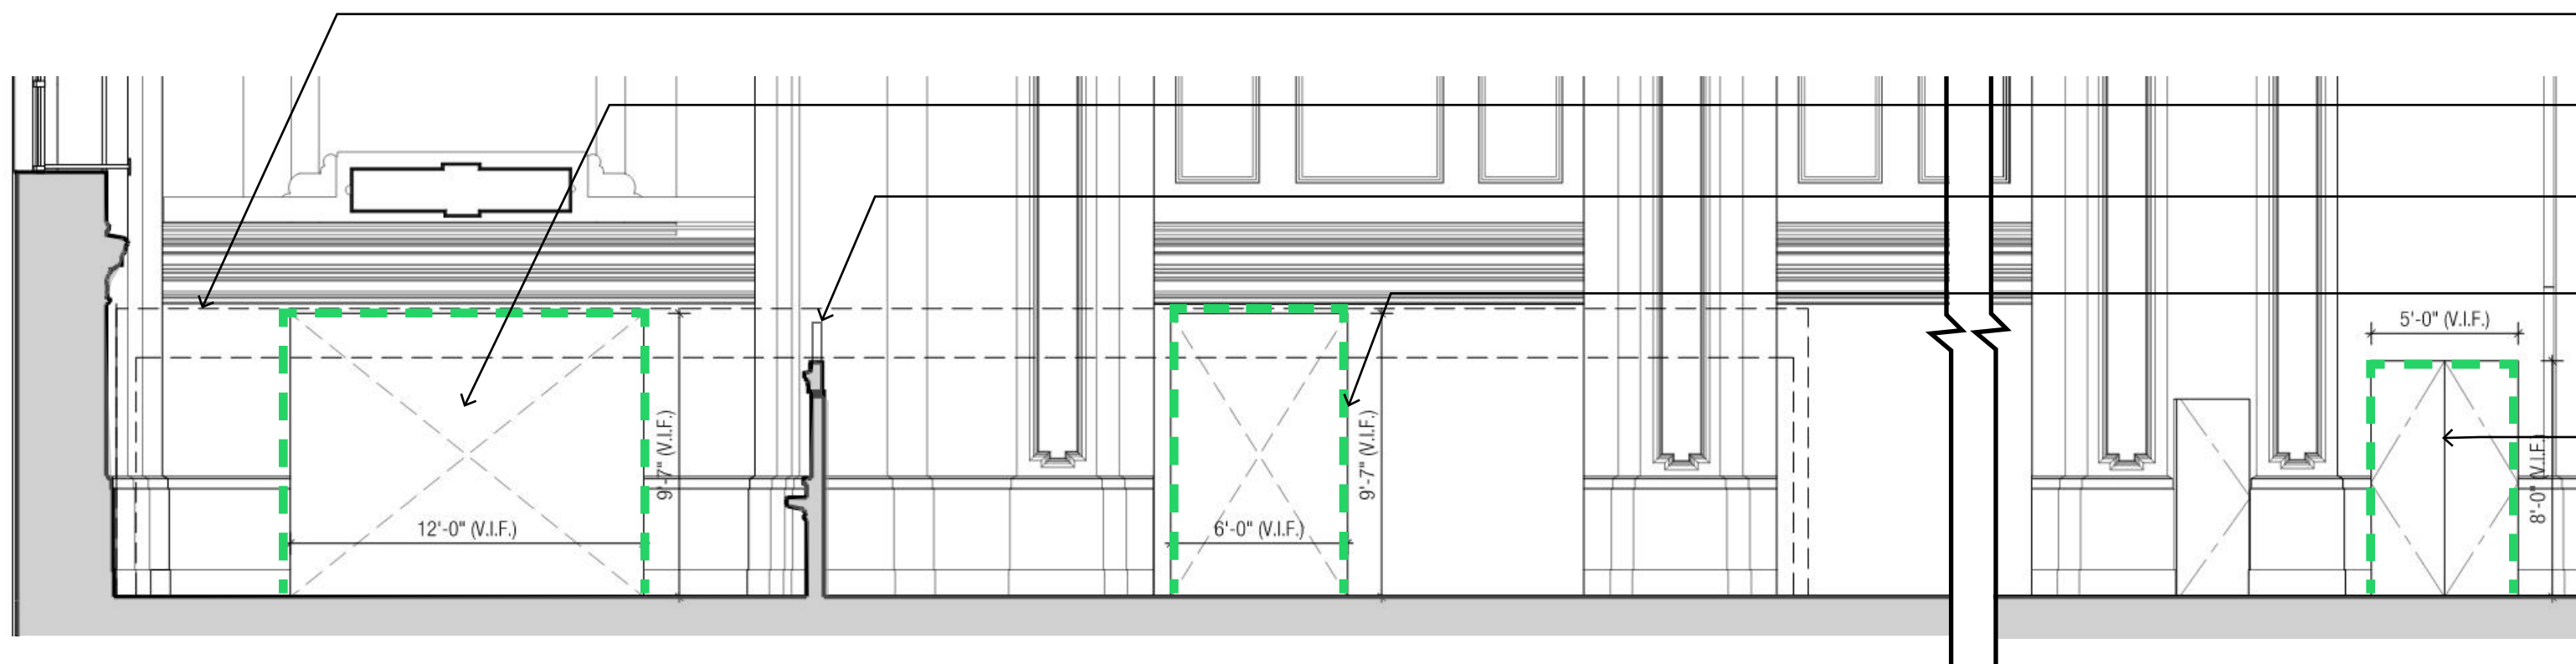 12'-0" (V.I.F.)
9'-7" (V.I.F.)
6'-0" (V.I.F.)
9'-7" (V.I.F.)
5'-0" (V.I.F.)
8'-0" (V.I.F.)